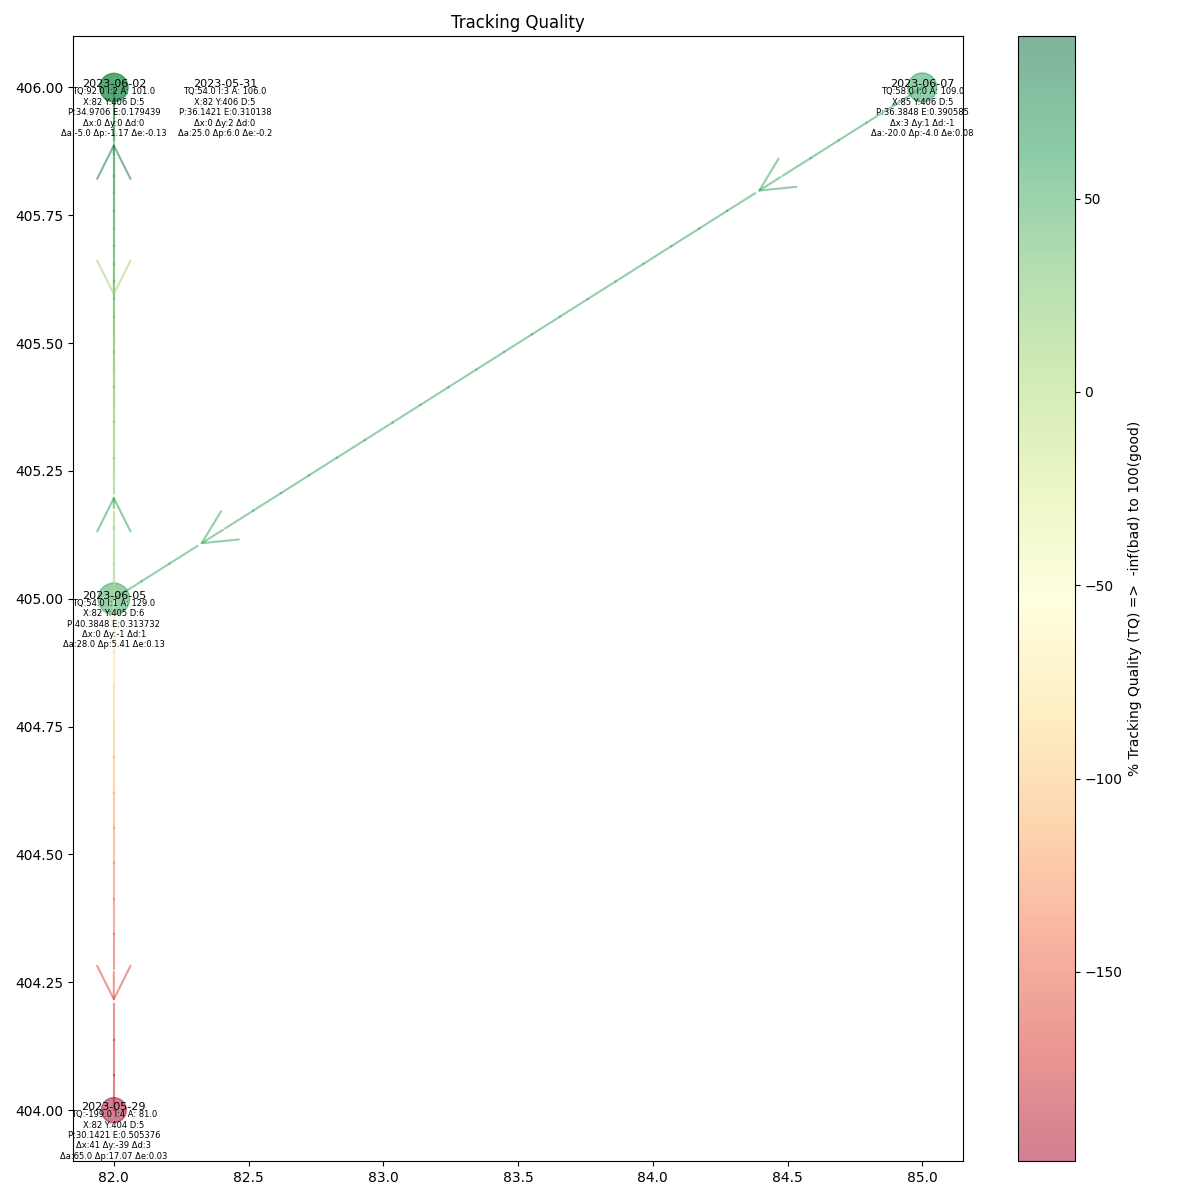 Tracking Quality
2023-06-02
TQ:92.0 I:2 A: 101.0
X:82 Y:406 D:5
P:34.9706 E:0.179439
Δx:0 Δy:0 Δd:0
Δa:-5.0 Δp:-1.17 Δe:-0.13
2023-05-31
TQ:54.0 I:3 A: 106.0
X:82 Y:406 D:5
P:36.1421 E:0.310138
Δx:0 Δy:2 Δd:0
Δa:25.0 Δp:6.0 Δe:-0.2
2023-06-07
TQ:58.0 I:0 A: 109.0
X:85 Y:406 D:5
P:36.3848 E:0.390585
Δx:3 Δy:1 Δd:-1
Δa:-20.0 Δp:-4.0 Δe:0.08
2023-06-05
TQ:54.0 I:1 A: 129.0
X:82 Y:405 D:6
P:40.3848 E:0.313732
Δx:0 Δy:-1 Δd:1
Δa:28.0 Δp:5.41 Δe:0.13
2023-05-29
TQ:-199.0 I:4 A: 81.0
X:82 Y:404 D:5
P:30.1421 E:0.505376
Δx:41 Δy:-39 Δd:3
Δa:65.0 Δp:17.07 Δe:0.03
406.00
405.75
405.50
405.25
405.00
404.75
404.50
404.25
404.00
82.0
82.5
83.0
83.5
84.0
84.5
85.0
50
0
−50
−100
−150
% Tracking Quality (TQ) =>  -inf(bad) to 100(good)